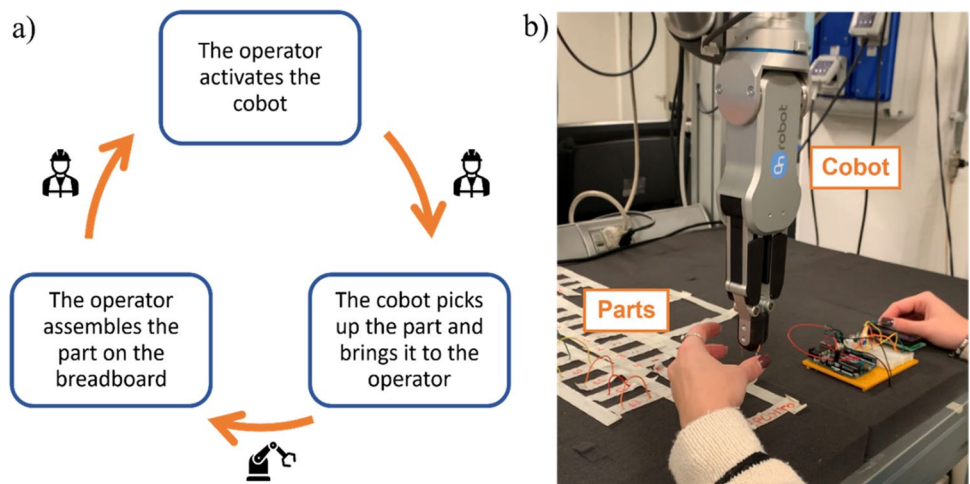 a)
The operator
activates the
cobot
The cobot picks
up the part and
brings it to the
operator
The operator
assembles the
part on the
breadboard
b)
on robot
Cobot
Parts